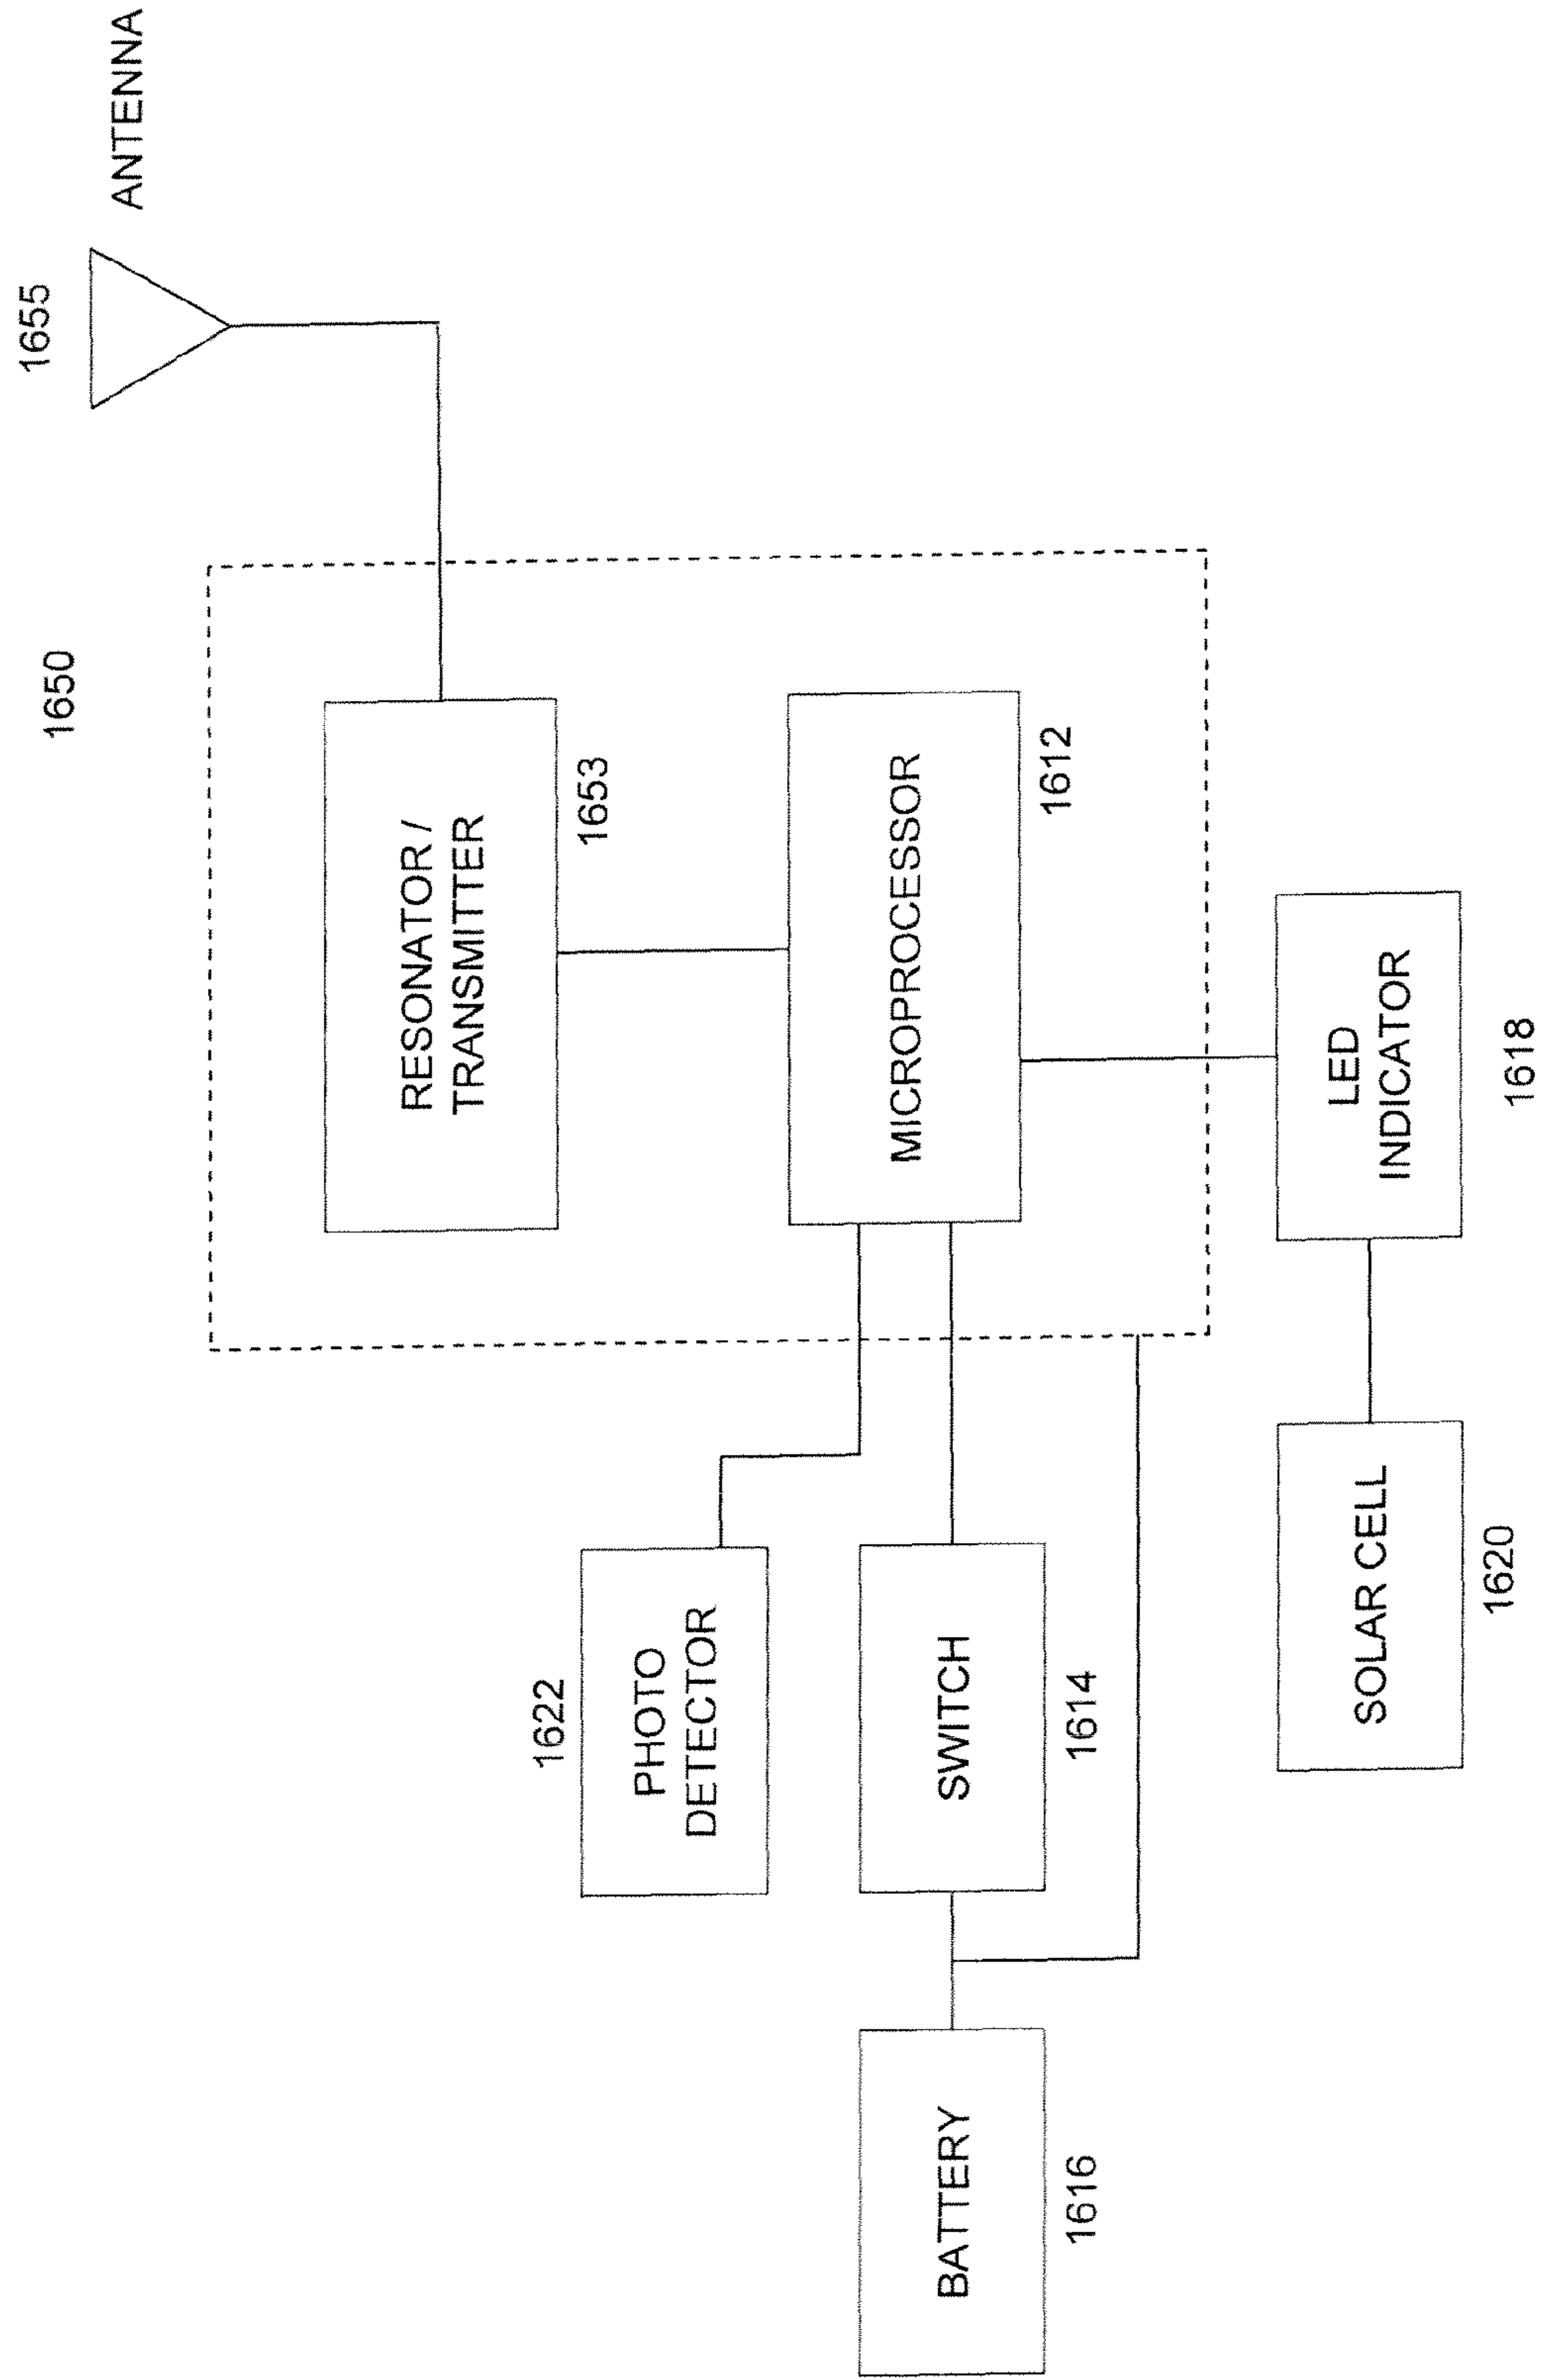 1655
ANTENNA
1650
RESONATOR /
TRANSMITTER
1653
1622
PHOTO
DETECTOR
MICROPROCESSOR
1612
BATTERY
1616
SWITCH
1614
LED
INDICATOR
1618
SOLAR CELL
1620